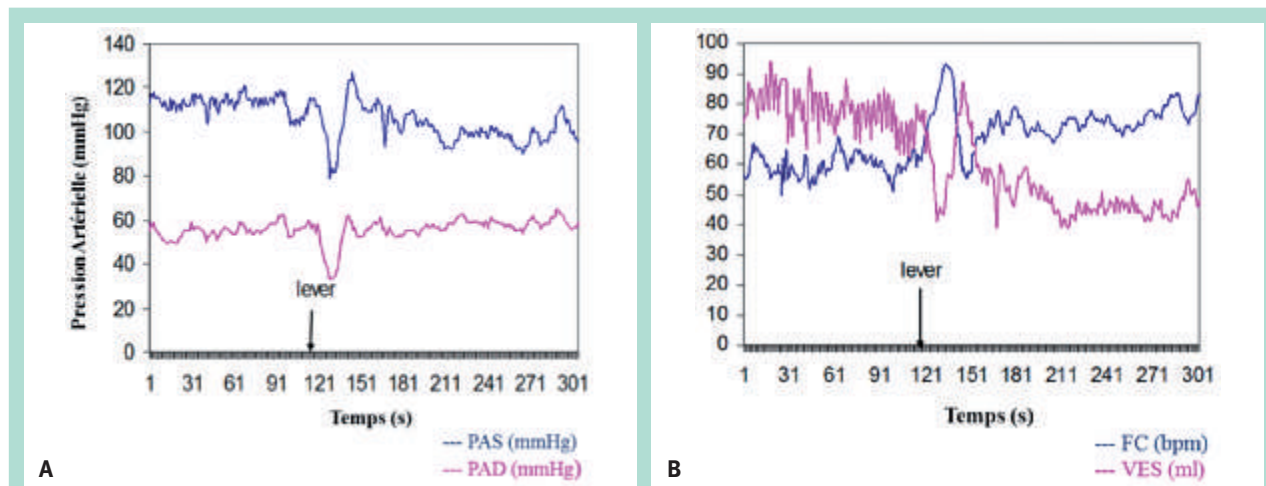 140
120
100
80
60
40
20
0
Pression Artérielle (mmHg)
lever
1 31 61 91 121 151 181 211 241 271 301
Temps (s)
PAS (mmHg)
PAD (mmHg)
A
100
90
80
70
60
50
40
30
20
10
0
lever
1 31 61 91 121 151 181 211 241 271 301
Temps (s)
FC (bpm)
VES (ml)
B